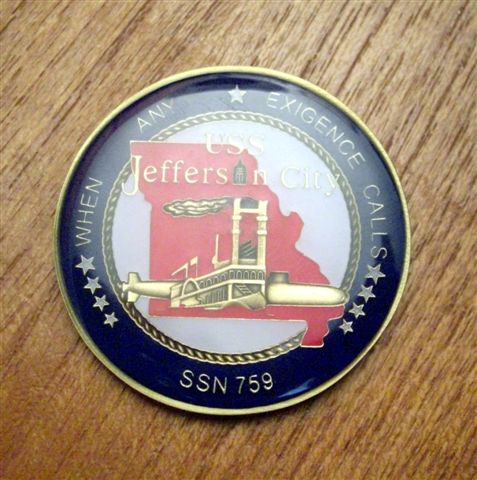 WHEN ANY EXIGENCE CALLS
USS
Jefferson City
SSN 759